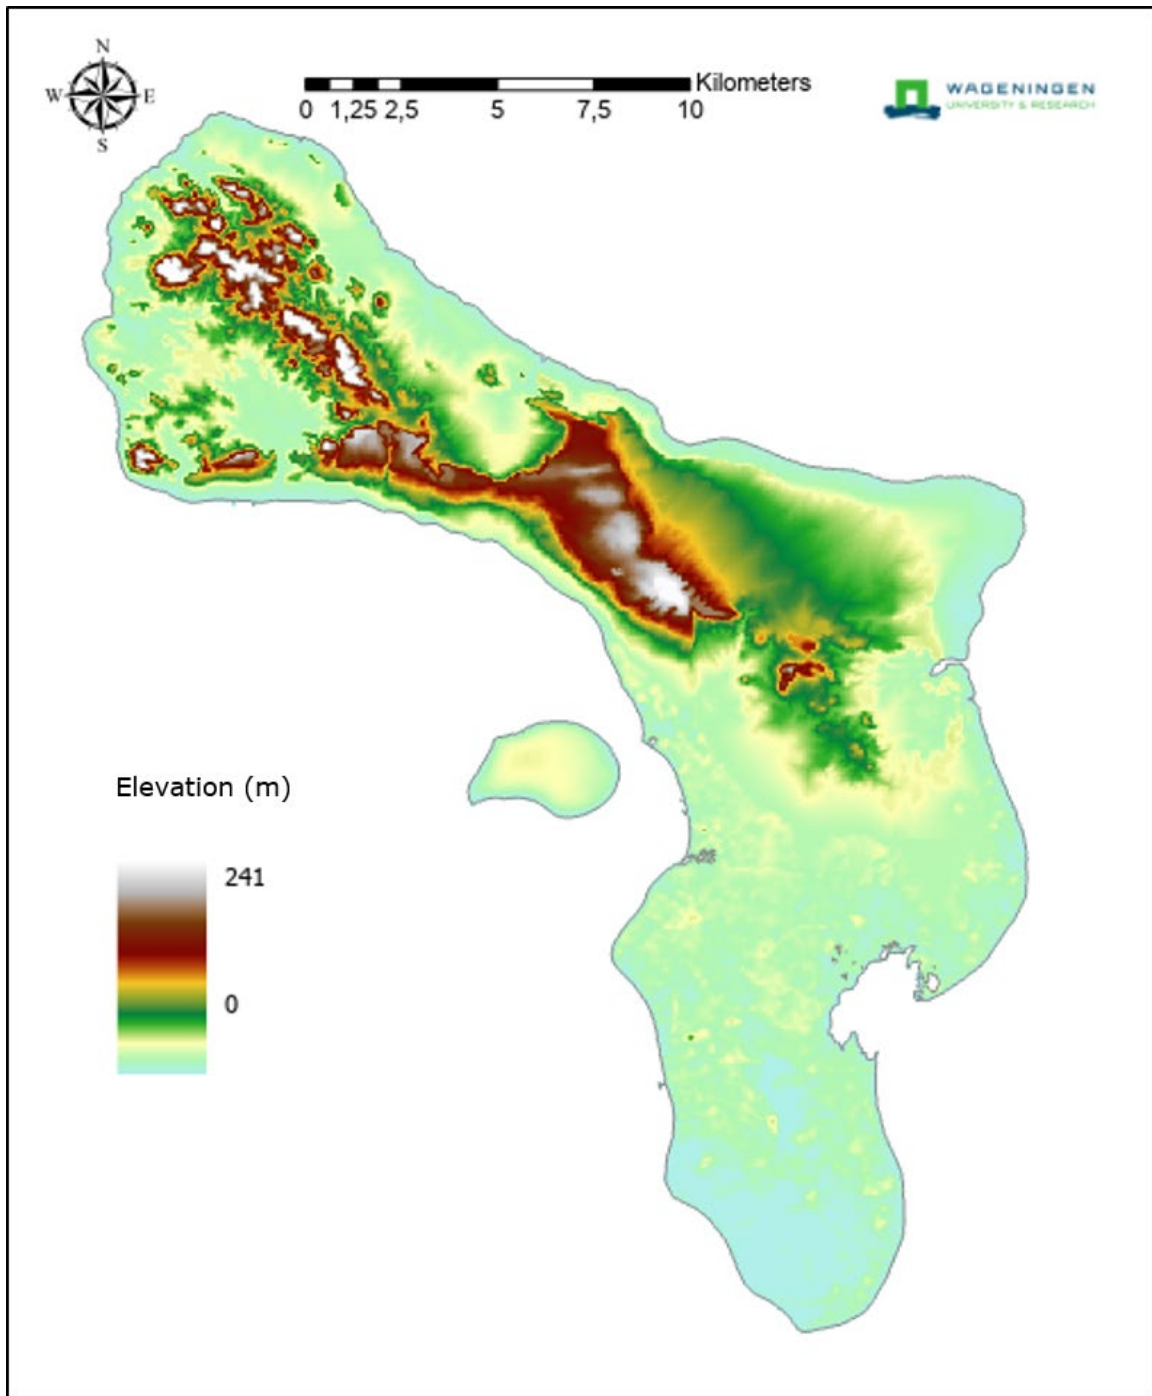 N
W E
S
Kilometers
0 1,25 2,5 5 7,5 10
WAGENINGEN
UNIVERSITY & RESEARCH
Elevation (m)
241
0